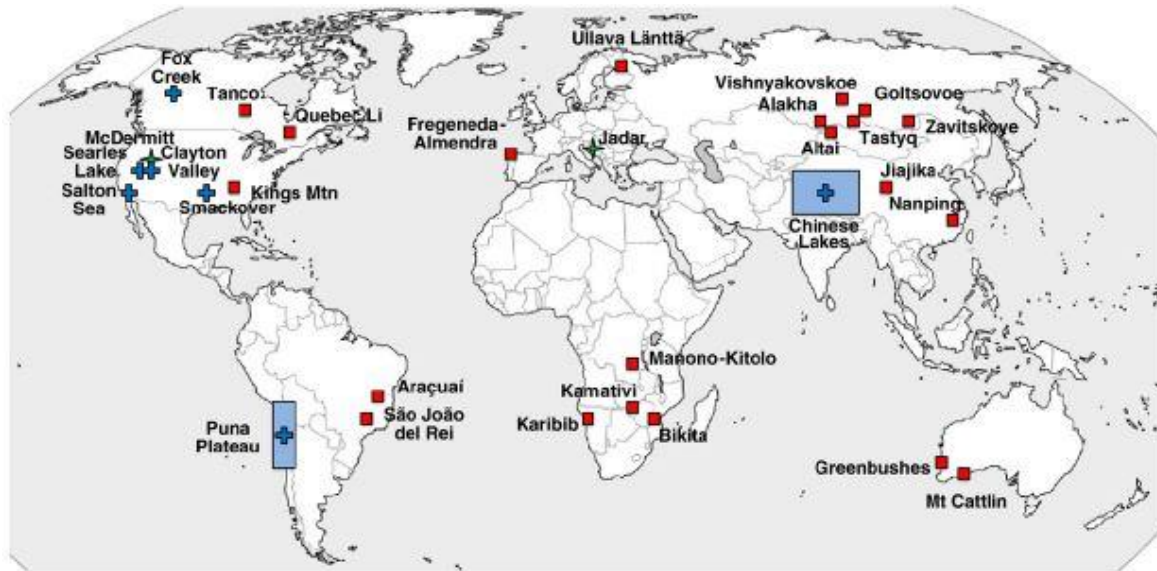 Fox
Creek
Tanco
Quebec Li
McDermitt
Searles
Lake
Clayton
Valley
Salton
Sea
Smackover
Kings Mtn
Ullava Länttä
Fregeneda-
Almendra
Jadar
Vishnyakovskoe
Alakha
Goltsovoe
Altai
Tastyq
Zavitskoye
Jiajika
Nanping
Chinese
Lakes
Manono-Kitolo
Kamativi
Karibib
Bikita
Araçuaí
São João
del Rei
Puna
Plateau
Greenbushes
Mt Cattlin